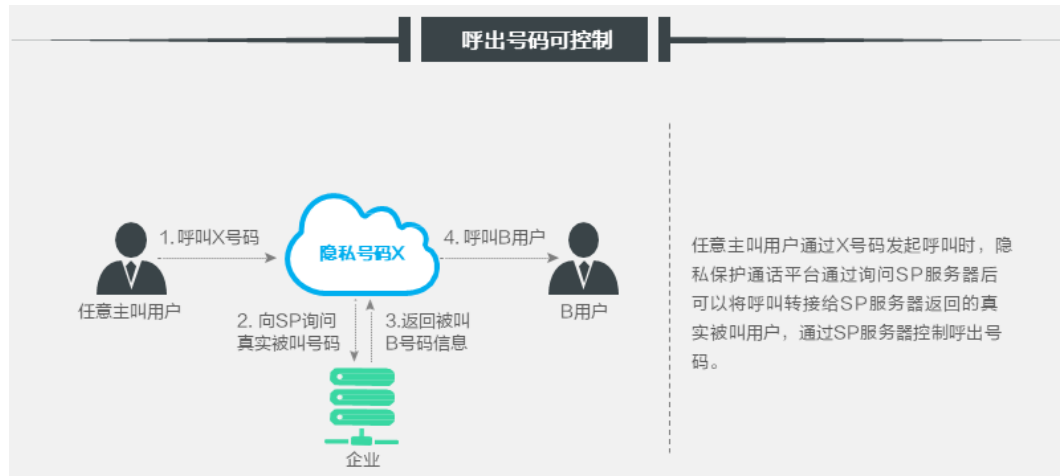 呼出号码可控制
1.呼叫X号码
隐私号码X
4. 呼叫B用户
任意主叫用户
B用户
2. 向SP询问
真实被叫号码
3.返回被叫
B号码信息
企业
任意主叫用户通过X号码发起呼叫时，隐
私保护通话平台通过询问SP服务器后
可以将呼叫转接给SP服务器返回的真
实被叫用户，通过SP服务器控制呼出号
码。